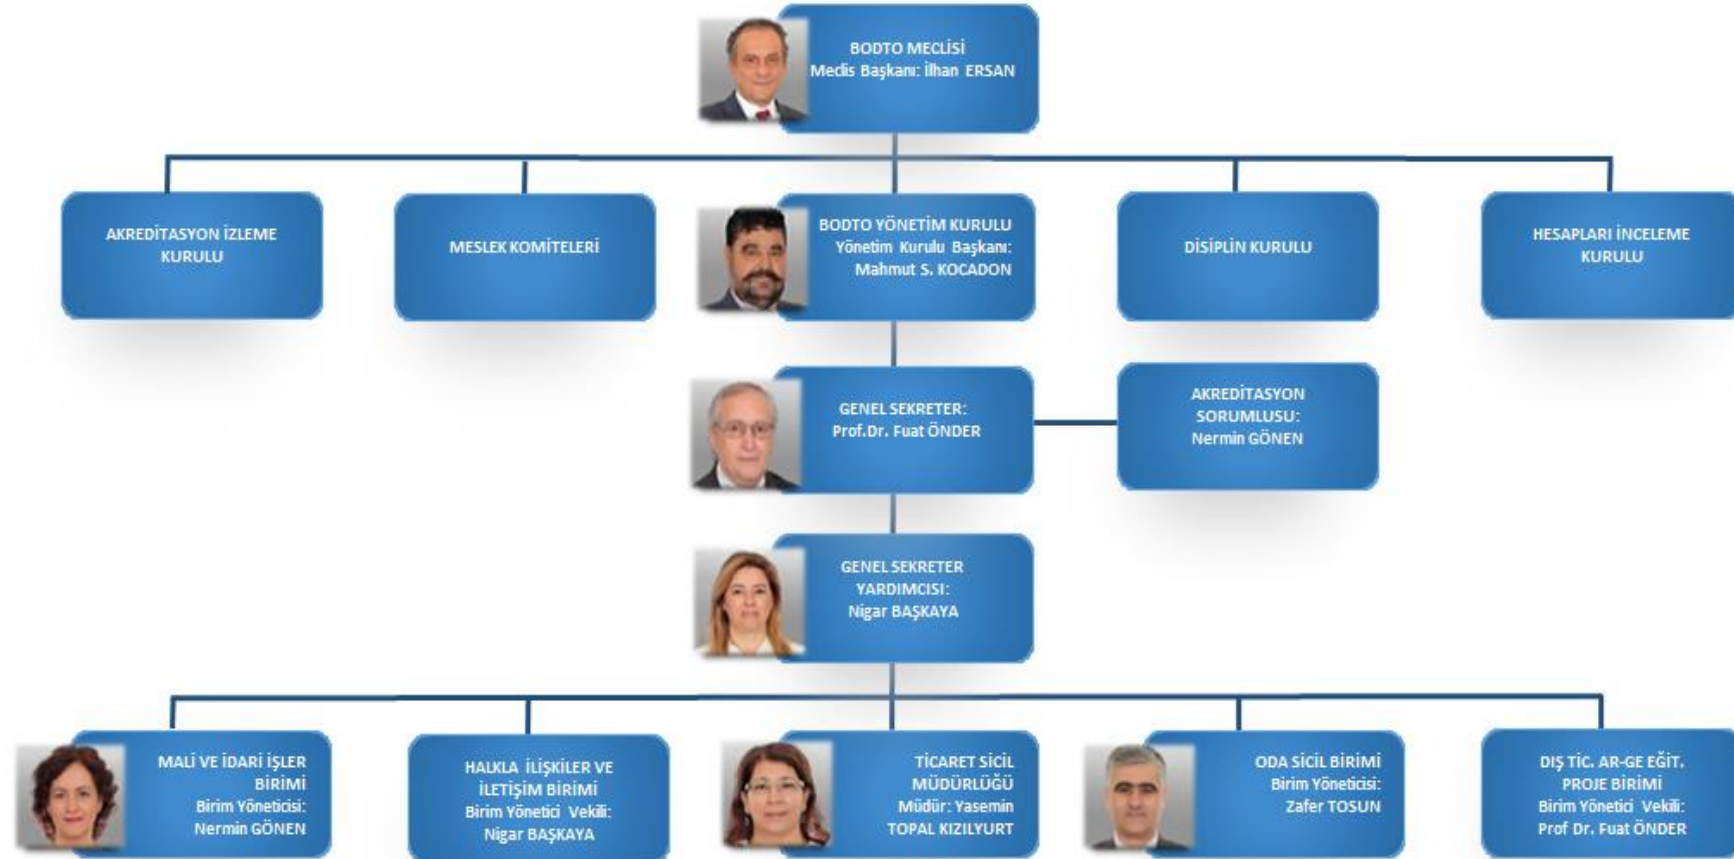 BODTO MECLİSİ
Meclis Başkanı: İlhan ERSAN
AKREDİTASYON İZLEME
KURULU
MESLEK KOMİTELERİ
BODTO YÖNETİM KURULU
Yönetim Kurulu Başkanı:
Mahmut S. KOCADON
DİSİPLİN KURULU
HESAPLARI İNCELEME
KURULU
GENEL SEKRETER:
Prof.Dr. Fuat ÖNDER
AKREDİTASYON
SORUMLUSU:
Nermin GÖNEN
GENEL SEKRETER
YARDIMCISI:
Nigar BAŞKAYA
MALİ VE İDARİ İŞLER
BİRİMİ
Birim Yöneticisi:
Nermin GÖNEN
HALKLA İLİŞKİLER VE
İLETİŞİM BİRİMİ
Birim Yönetici Vekili:
Nigar BAŞKAYA
TİCARET SİCİL
MÜDÜRLÜĞÜ
Müdür: Yasemin
TOPAL KIZILYURT
ODA SİCİL BİRİMİ
Birim Yöneticisi:
Zafer TOSUN
DIŞ TİC. AR-GE EĞİT.
PROJE BİRİMİ
Birim Yönetici Vekili:
Prof Dr. Fuat ÖNDER